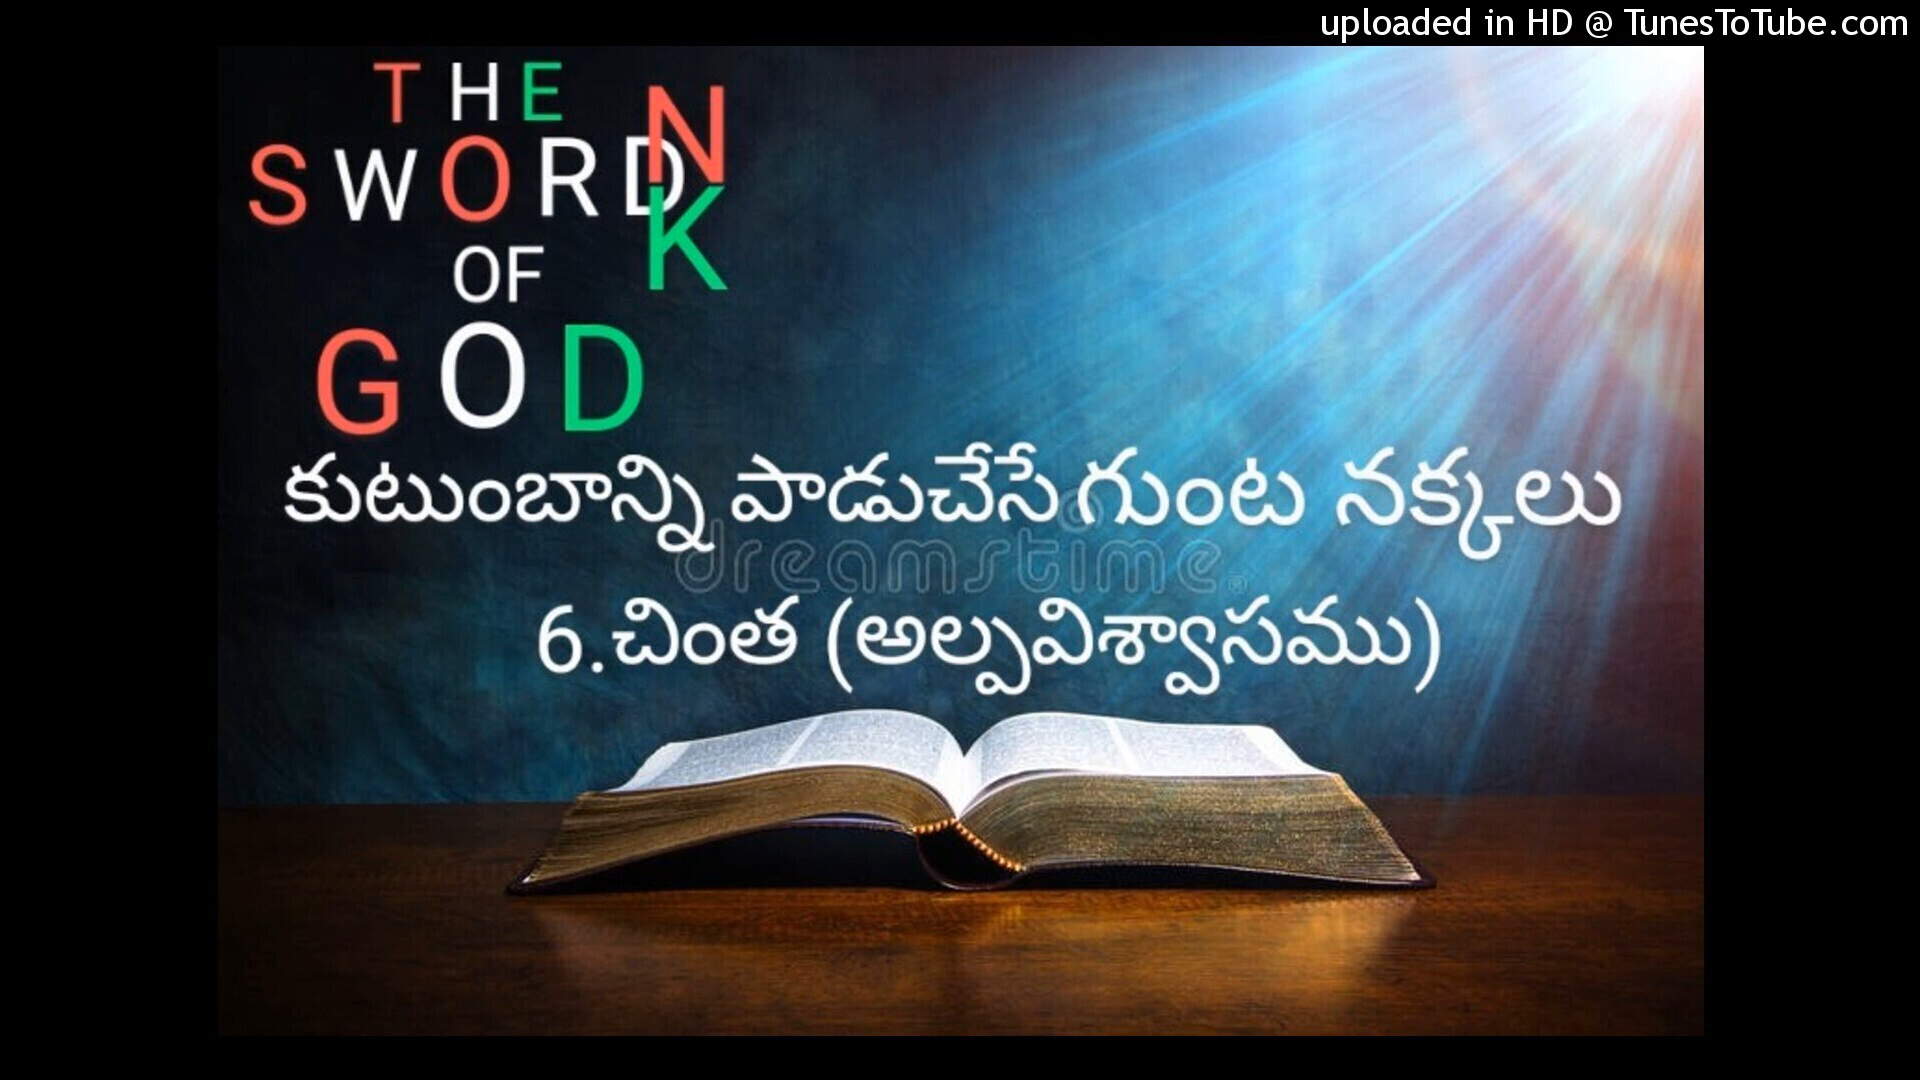 uploaded in HD @ TunesToTube.com
THE
SWORD
NK
OF
GOD
కుటుంబాన్ని పాడుచేసే గుంట నక్కలు
dreamstime
6.చింత (అల్పవిశ్వాసము)